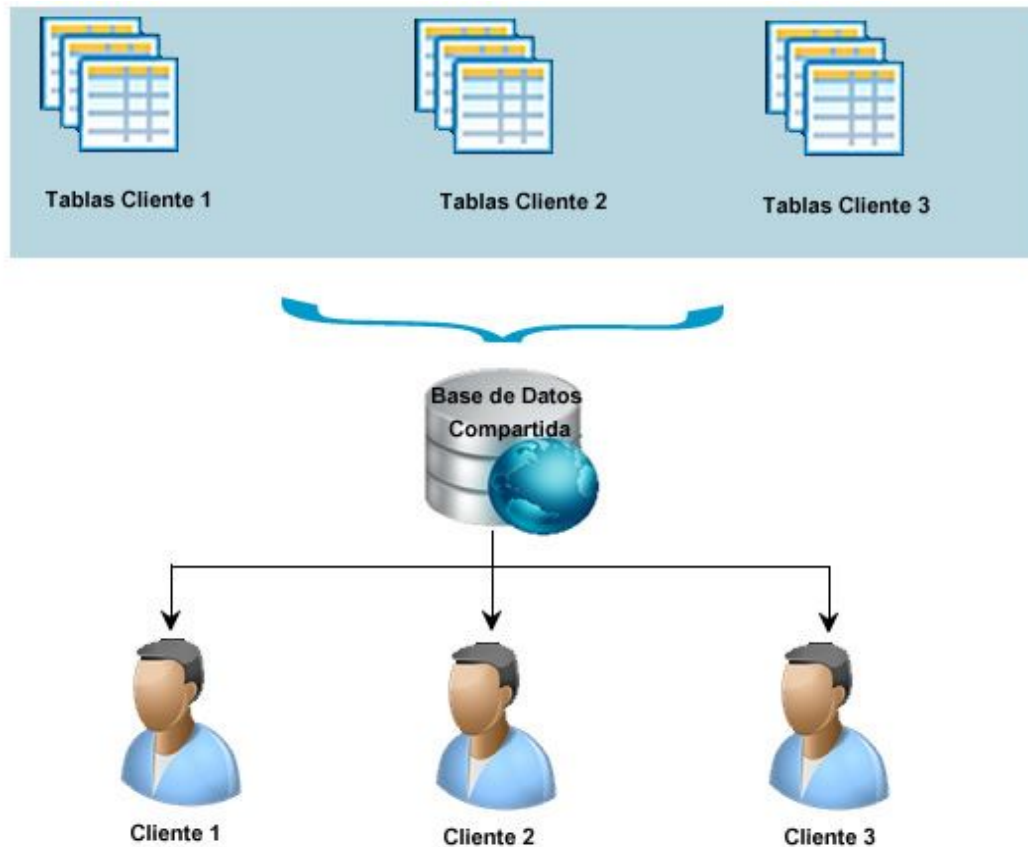 Tablas Cliente 1
Tablas Cliente 2
Tablas Cliente 3
Base de Datos
Compartida
Cliente 1
Cliente 2
Cliente 3